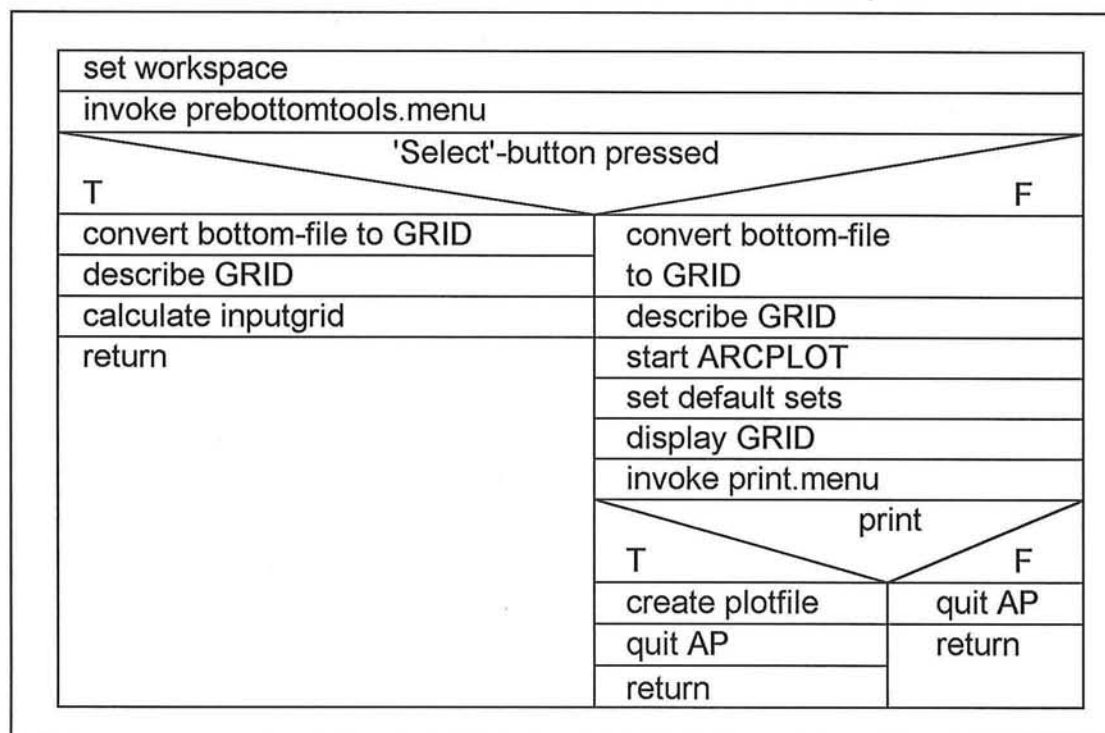 set workspace
invoke prebottomtools.menu
'Select'-button pressed
T
F
convert bottom-file to GRID
describe GRID
calculate inputgrid
return
convert bottom-file
to GRID
describe GRID
start ARCPLOT
set default sets
display GRID
invoke print.menu
print
T
F
create plotfile
quit AP
return
quit AP
return